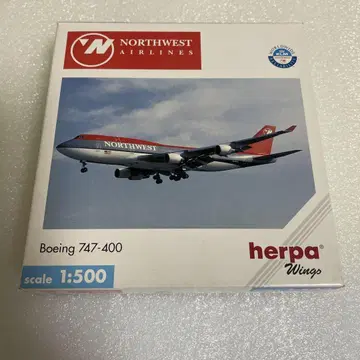 NORTHWEST
AIRLINES
NORTHWEST
Boeing 747-400
herpa®
Wings
scale 1:500